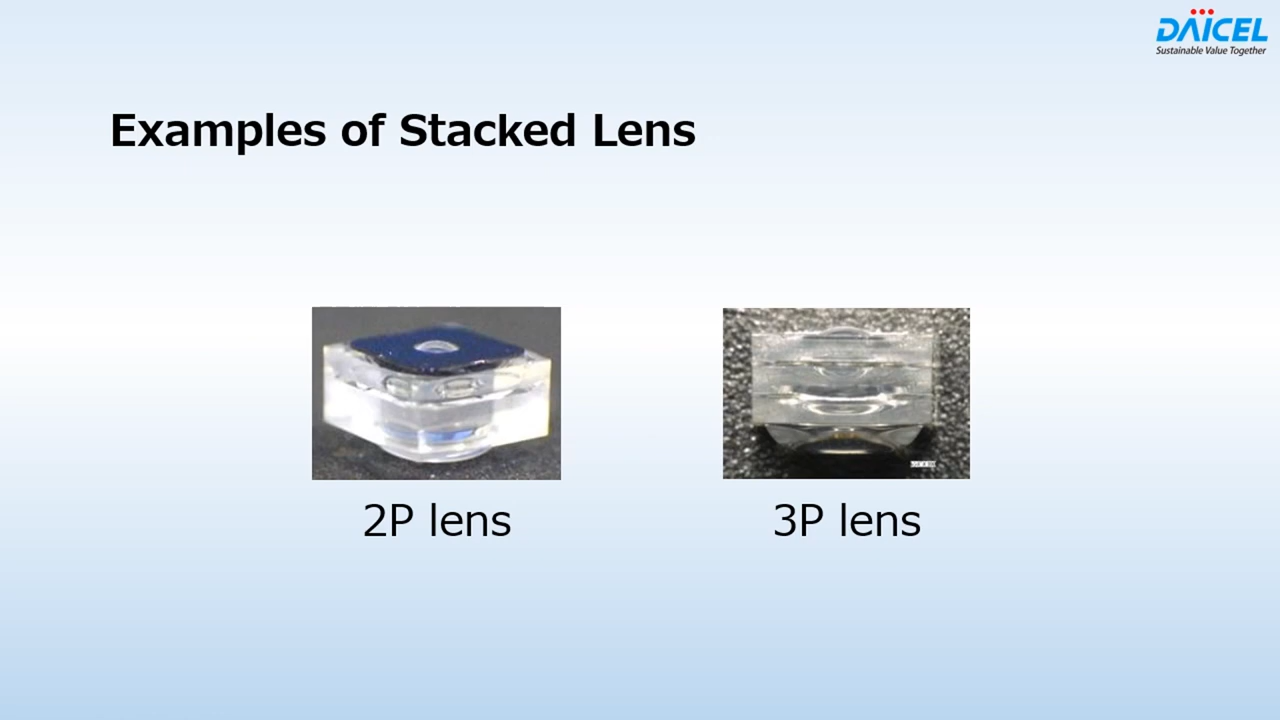 DAICEL
Sustainable Value Together
Examples of Stacked Lens
2P lens
3P lens